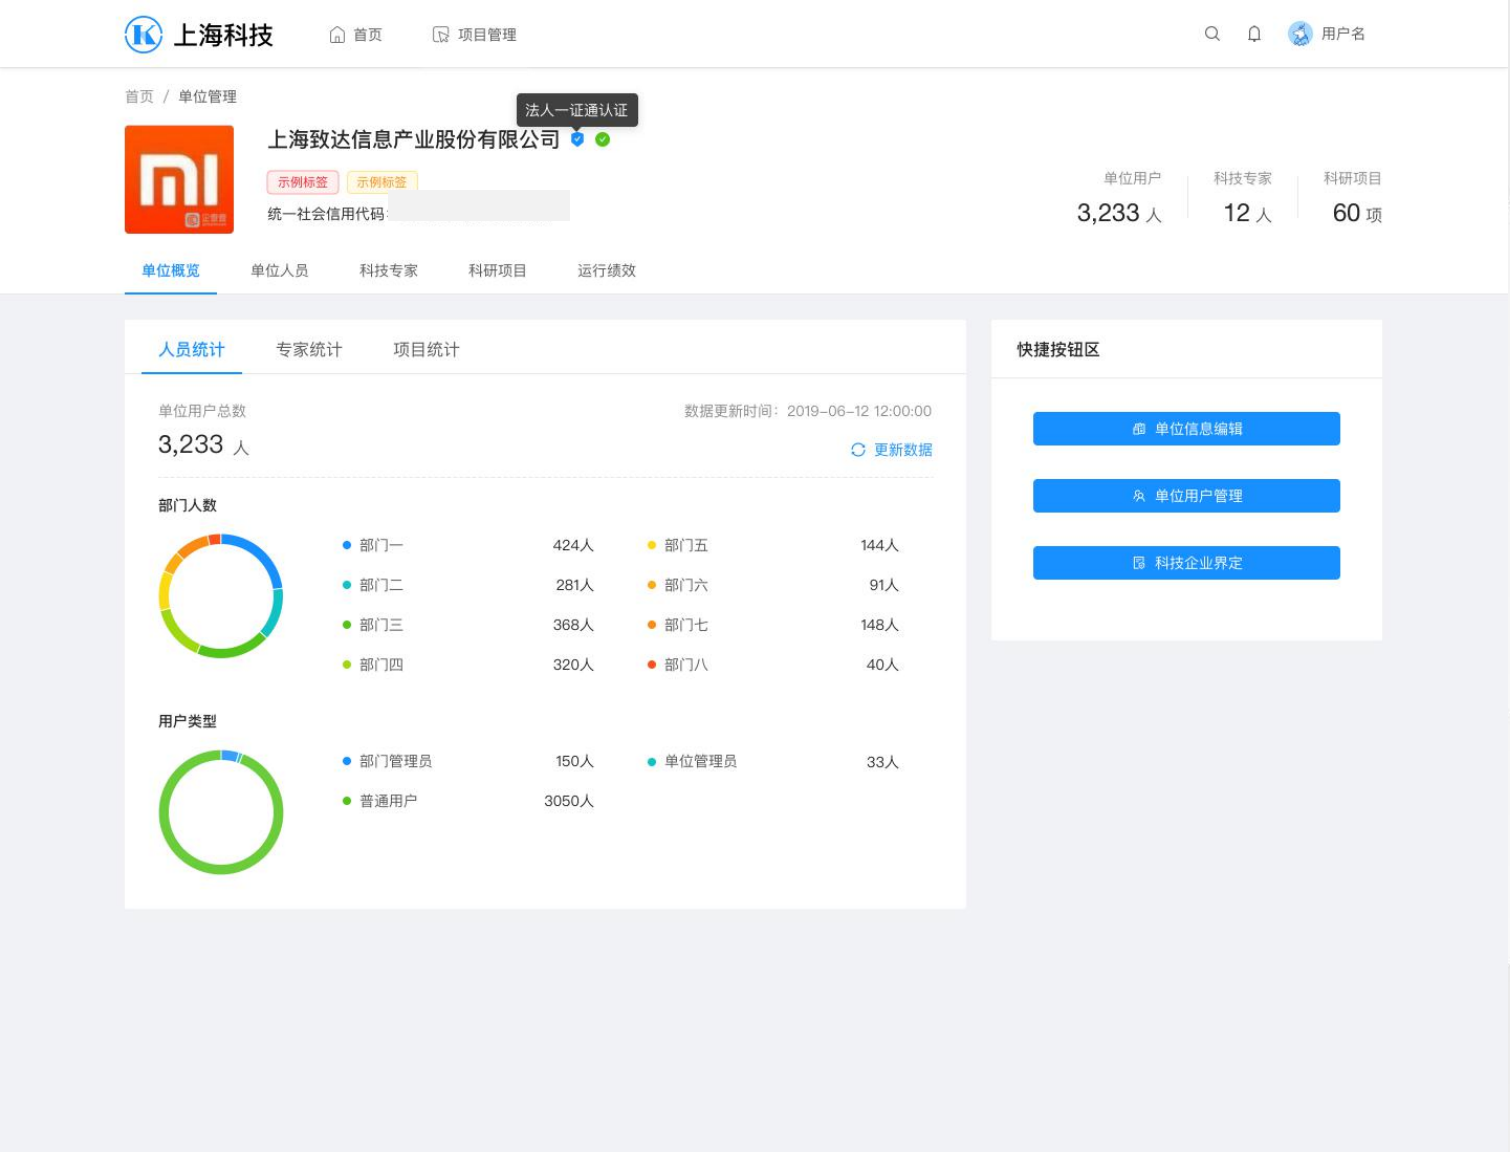 上海科技
首页
项目管理
用户名
首页 / 单位管理
法人一证通认证
上海致达信息产业股份有限公司
示例标签 示例标签
统一社会信用代码:
单位用户
3,233 人
科技专家
12 人
科研项目
60 项
单位概览 单位人员 科技专家 科研项目 运行绩效
人员统计 专家统计 项目统计
单位用户总数
3,233 人
数据更新时间: 2019-06-12 12:00:00
更新数据
部门人数
部门一 424人 部门五 144人
部门二 281人 部门六 91人
部门三 368人 部门七 148人
部门四 320人 部门八 40人
用户类型
部门管理员 150人 单位管理员 33人
普通用户 3050人
快捷按钮区
单位信息编辑
单位用户管理
科技企业界定